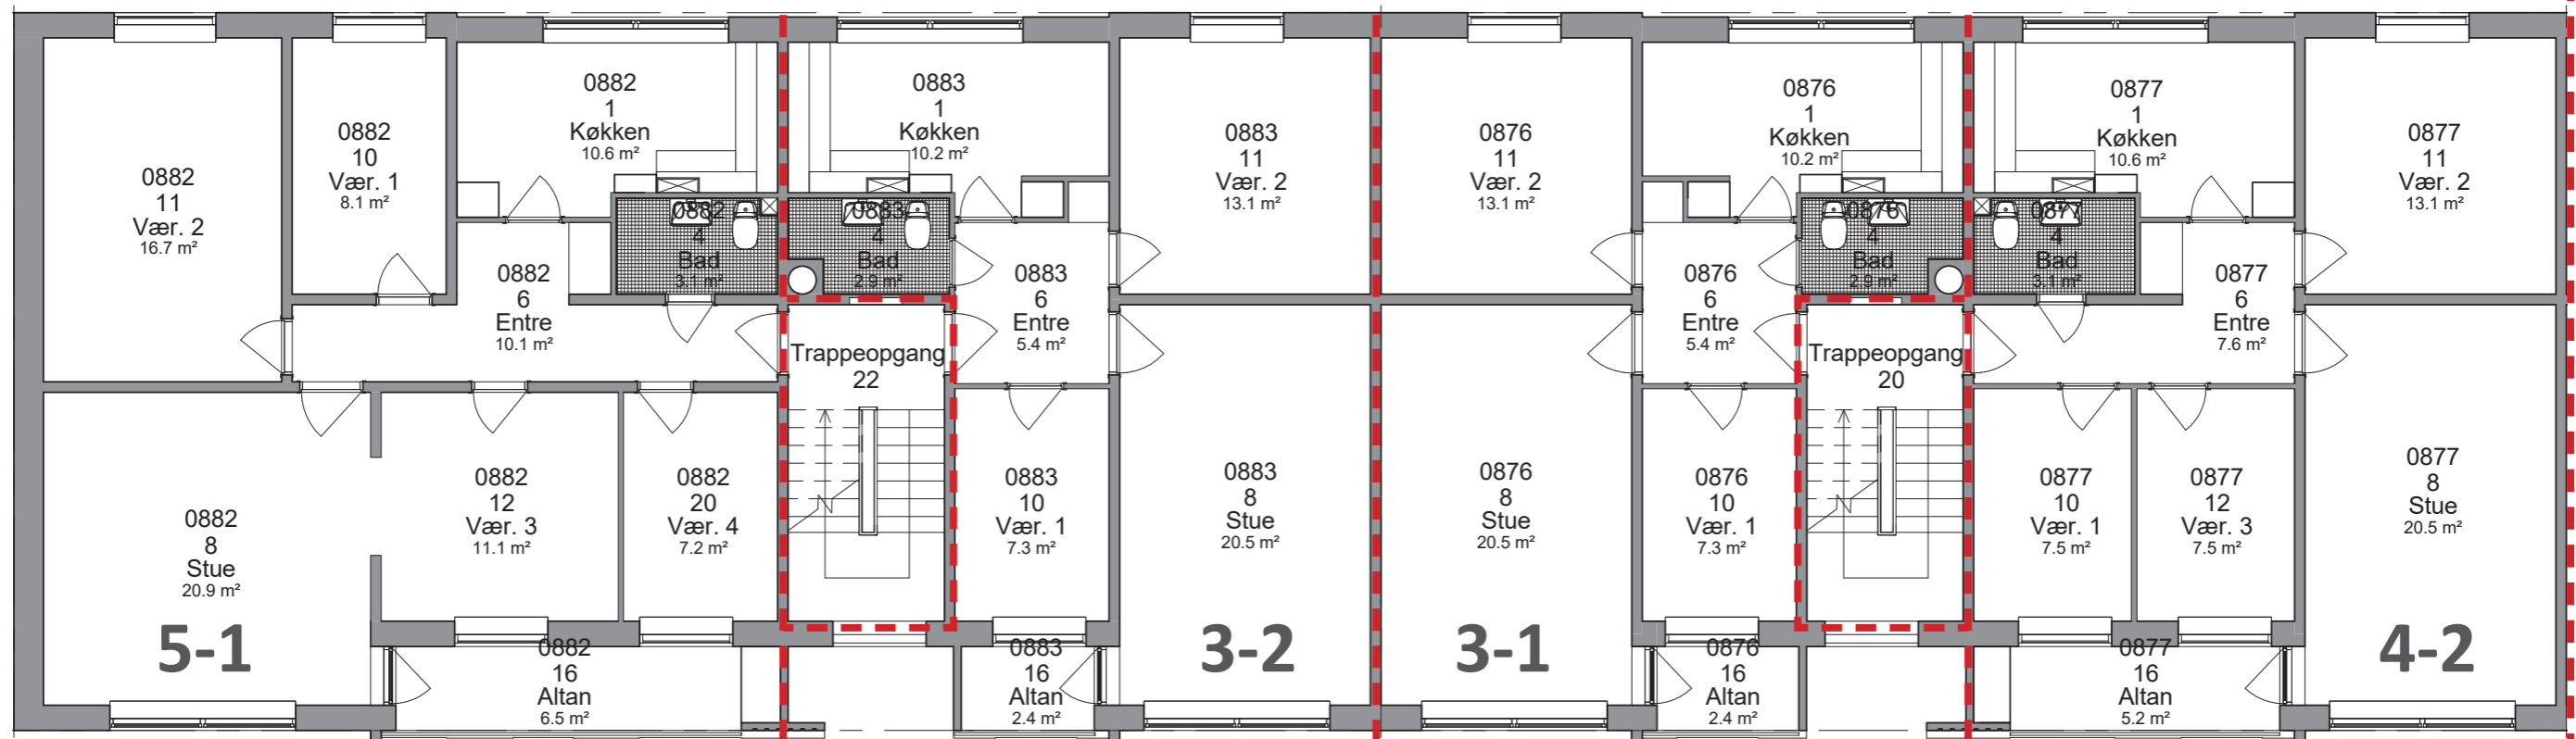 0882
11
Vær. 2
16.7 m²
0882
10
Vær. 1
8.1 m²
0882
1
Køkken
10.6 m²
0882
4
Bad
3.1 m²
0882
6
Entre
10.1 m²
0882
8
Stue
20.9 m²
5-1
0882
12
Vær. 3
11.1 m²
0882
20
Vær. 4
7.2 m²
0882
16
Altan
6.5 m²
Trappeopgang
22
0883
1
Køkken
10.2 m²
0883
4
Bad
2.9 m²
0883
6
Entre
5.4 m²
0883
10
Vær. 1
7.3 m²
0883
16
Altan
2.4 m²
0883
11
Vær. 2
13.1 m²
0883
8
Stue
20.5 m²
3-2
0876
11
Vær. 2
13.1 m²
0876
8
Stue
20.5 m²
3-1
0876
1
Køkken
10.2 m²
0876
4
Bad
2.9 m²
0876
6
Entre
5.4 m²
0876
10
Vær. 1
7.3 m²
0876
16
Altan
2.4 m²
Trappeopgang
20
0877
1
Køkken
10.6 m²
0877
4
Bad
3.1 m²
0877
6
Entre
7.6 m²
0877
10
Vær. 1
7.5 m²
0877
12
Vær. 3
7.5 m²
0877
16
Altan
5.2 m²
0877
11
Vær. 2
13.1 m²
0877
8
Stue
20.5 m²
4-2